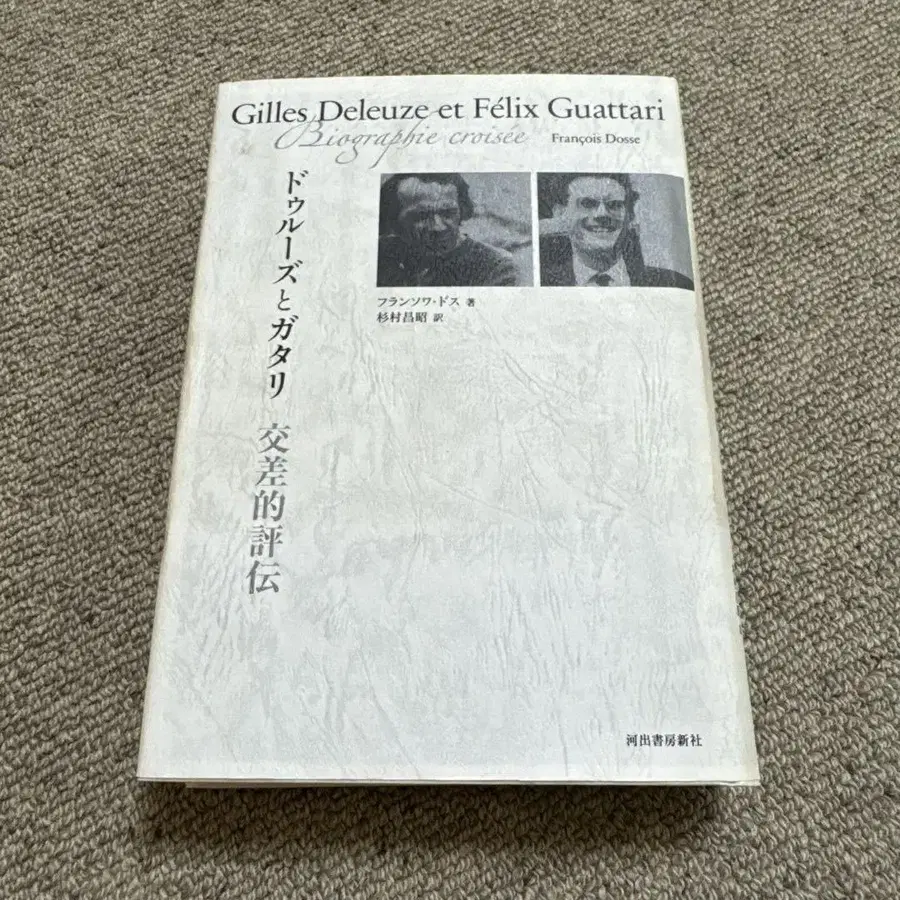 Gilles Deleuze et Félix Guattari
Biographie croisée
François Dosse
ドゥルーズとガタリ
交差的評伝
フランソワ・ドス 著
杉村昌昭 訳
河出書房新社